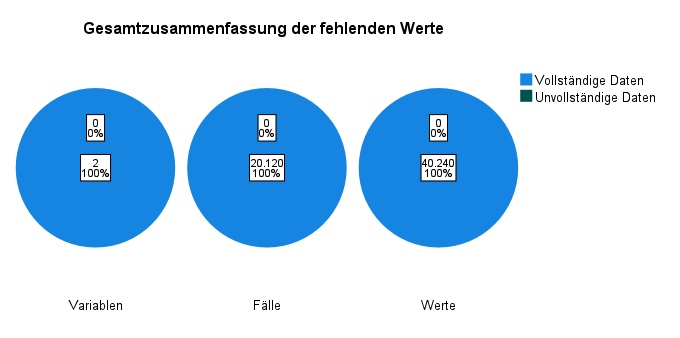 Gesamtzusammenfassung der fehlenden Werte
Vollständige Daten
Unvollständige Daten
0
0%
2
100%
0
0%
20.120
100%
0
0%
40.240
100%
Variablen
Fälle
Werte